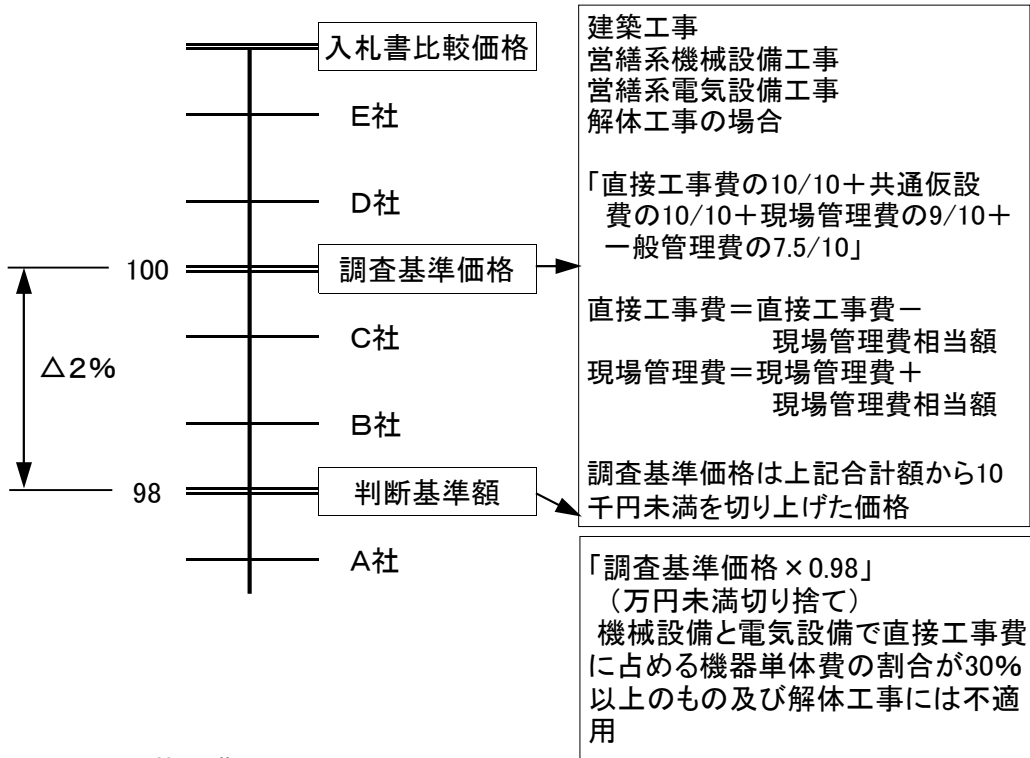 入札書比較価格
E社
D社
100
調査基準価格
C社
△2%
B社
98
判断基準額
A社
建築工事
営繕系機械設備工事
営繕系電気設備工事
解体工事の場合
「直接工事費の10/10+共通仮設
費の10/10+現場管理費の9/10+
一般管理費の7.5/10」
直接工事費=直接工事費-
現場管理費相当額
現場管理費=現場管理費+
現場管理費相当額
調査基準価格は上記合計額から10
千円未満を切り上げた価格
「調査基準価格×0.98」
(万円未満切り捨て)
機械設備と電気設備で直接工事費
に占める機器単体費の割合が30%
以上のもの及び解体工事には不適
用